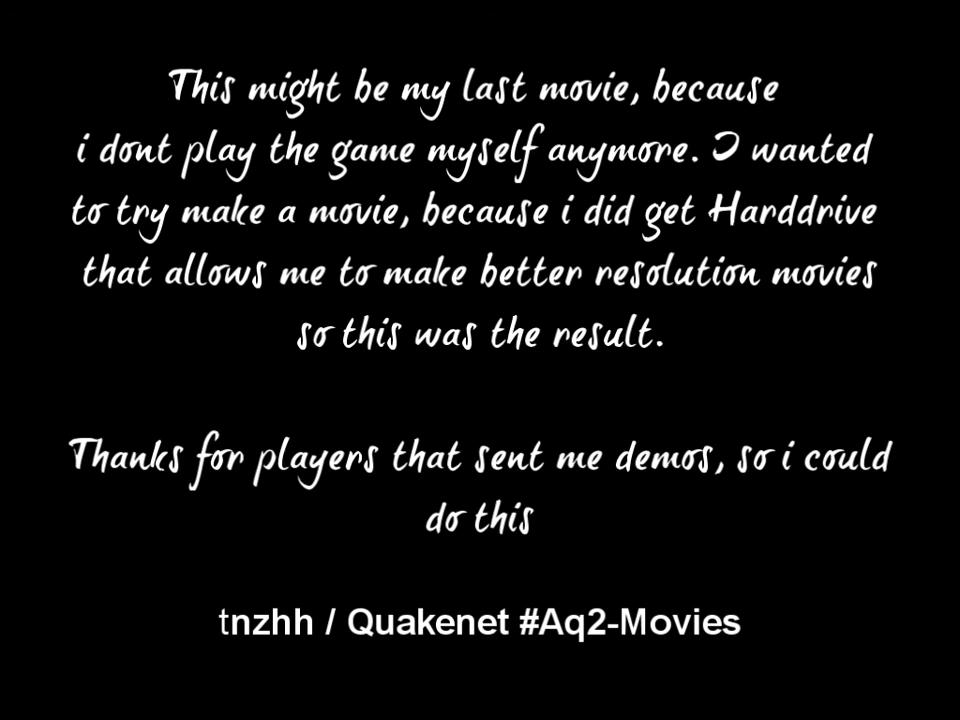 This might be my last movie, because
i dont play the game myself anymore. I wanted
to try make a movie, because i did get Harddrive
that allows me to make better resolution movies
so this was the result.
Thanks for players that sent me demos, so i could
do this
tnzhh / Quakenet #Aq2-Movies